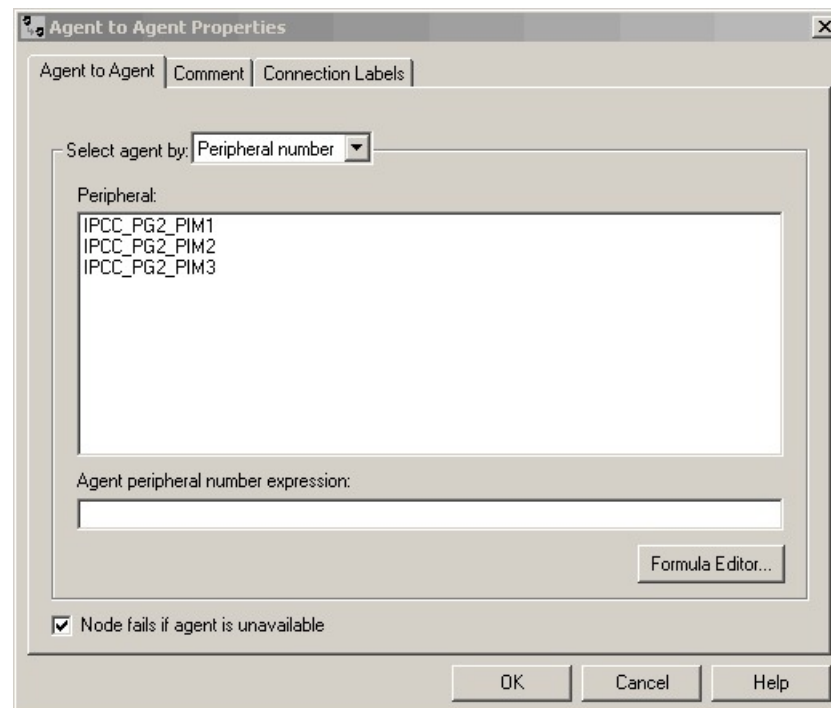 Agent to Agent Properties
Agent to Agent Comment Connection Labels
Select agent by: Peripheral number
Peripheral:
IPCC_PG2_PIM1
IPCC_PG2_PIM2
IPCC_PG2_PIM3
Agent peripheral number expression:
Formula Editor...
Node fails if agent is unavailable
OK Cancel Help